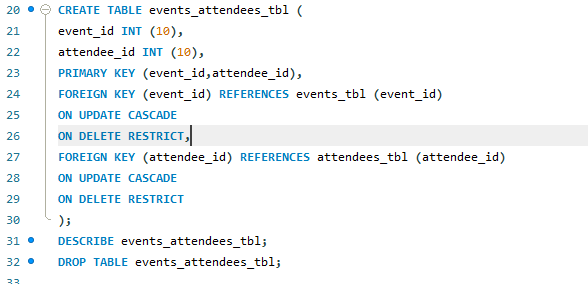 20 CREATE TABLE events_attendees_tbl (
21 event_id INT (10),
22 attendee_id INT (10),
23 PRIMARY KEY (event_id,attendee_id),
24 FOREIGN KEY (event_id) REFERENCES events_tbl (event_id)
25 ON UPDATE CASCADE
26 ON DELETE RESTRICT,
27 FOREIGN KEY (attendee_id) REFERENCES attendees_tbl (attendee_id)
28 ON UPDATE CASCADE
29 ON DELETE RESTRICT
30 );
31 DESCRIBE events_attendees_tbl;
32 DROP TABLE events_attendees_tbl;
33